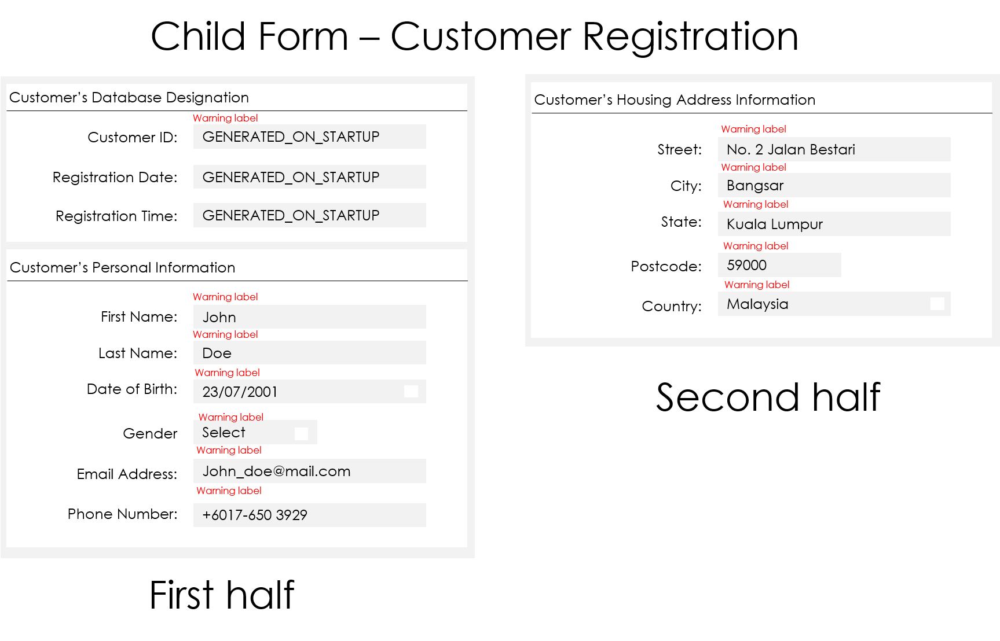 Child Form – Customer Registration
Customer’s Database Designation
Warning label
Customer ID: GENERATED_ON_STARTUP
Registration Date: GENERATED_ON_STARTUP
Registration Time: GENERATED_ON_STARTUP
Customer’s Personal Information
Warning label
First Name: John
Warning label
Last Name: Doe
Warning label
Date of Birth: 23/07/2001
Warning label
Gender Select
Warning label
Email Address: John_doe@mail.com
Warning label
Phone Number: +6017-650 3929
First half
Customer’s Housing Address Information
Warning label
Street: No. 2 Jalan Bestari
Warning label
City: Bangsar
Warning label
State: Kuala Lumpur
Warning label
Postcode: 59000
Warning label
Country: Malaysia
Second half